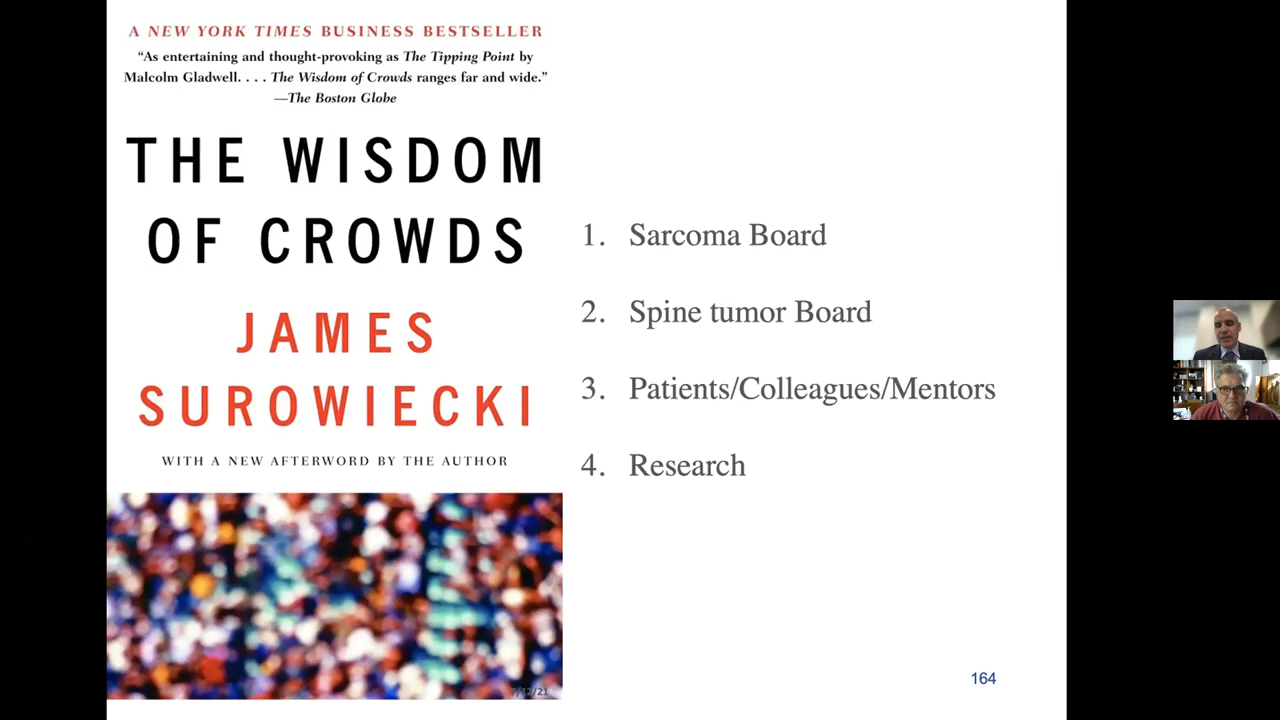 A NEW YORK TIMES BUSINESS BESTSELLER
“As entertaining and thought-provoking as The Tipping Point by
Malcolm Gladwell. . . . The Wisdom of Crowds ranges far and wide.”
—The Boston Globe
THE WISDOM
OF CROWDS
JAMES
SUROWIECKI
WITH A NEW AFTERWORD BY THE AUTHOR
1. Sarcoma Board
2. Spine tumor Board
3. Patients/Colleagues/Mentors
4. Research
164